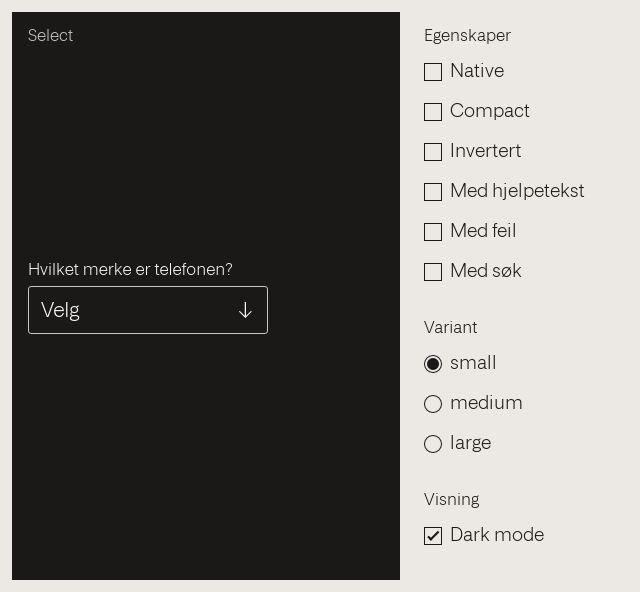 Select
Hvilket merke er telefonen?
Velg
Egenskaper
Native
Compact
Invertert
Med hjelpetekst
Med feil
Med søk
Variant
small
medium
large
Visning
Dark mode